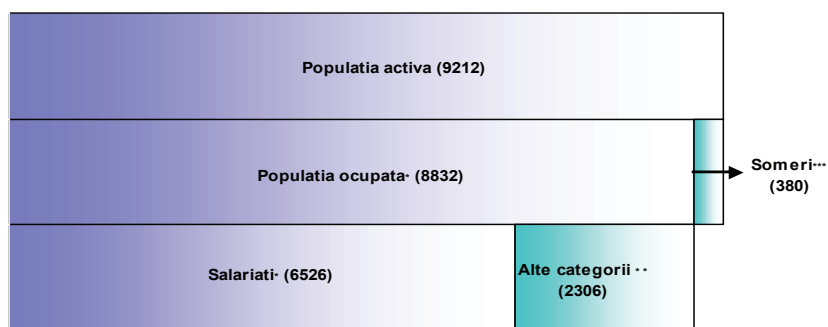 Populatia activa (9212)
Populatia ocupata* (8832)
Someri***
(380)
Salariati* (6526)
Alte categorii **
(2306)